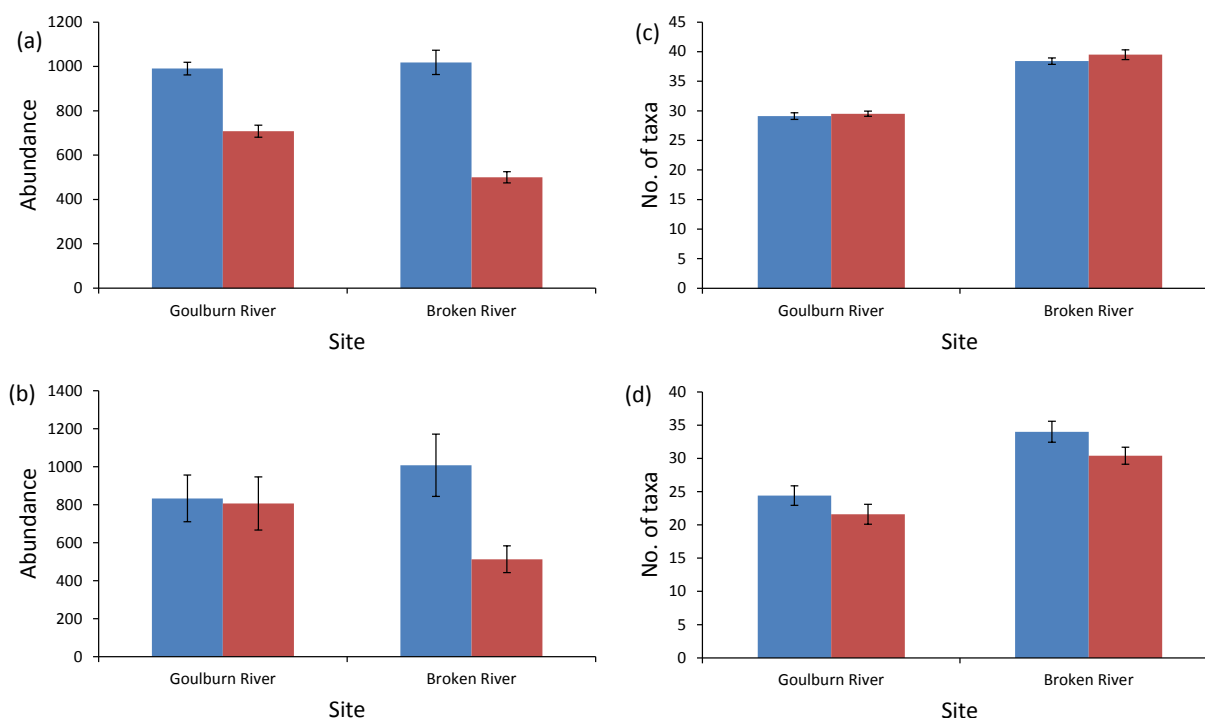 (a)
Abundance
1200
1000
800
600
400
200
0
Goulburn River Broken River
Site
(c)
No. of taxa
45
40
35
30
25
20
15
10
5
0
Goulburn River Broken River
Site
(b)
Abundance
1400
1200
1000
800
600
400
200
0
Goulburn River Broken River
Site
(d)
No. of taxa
40
35
30
25
20
15
10
5
0
Goulburn River Broken River
Site